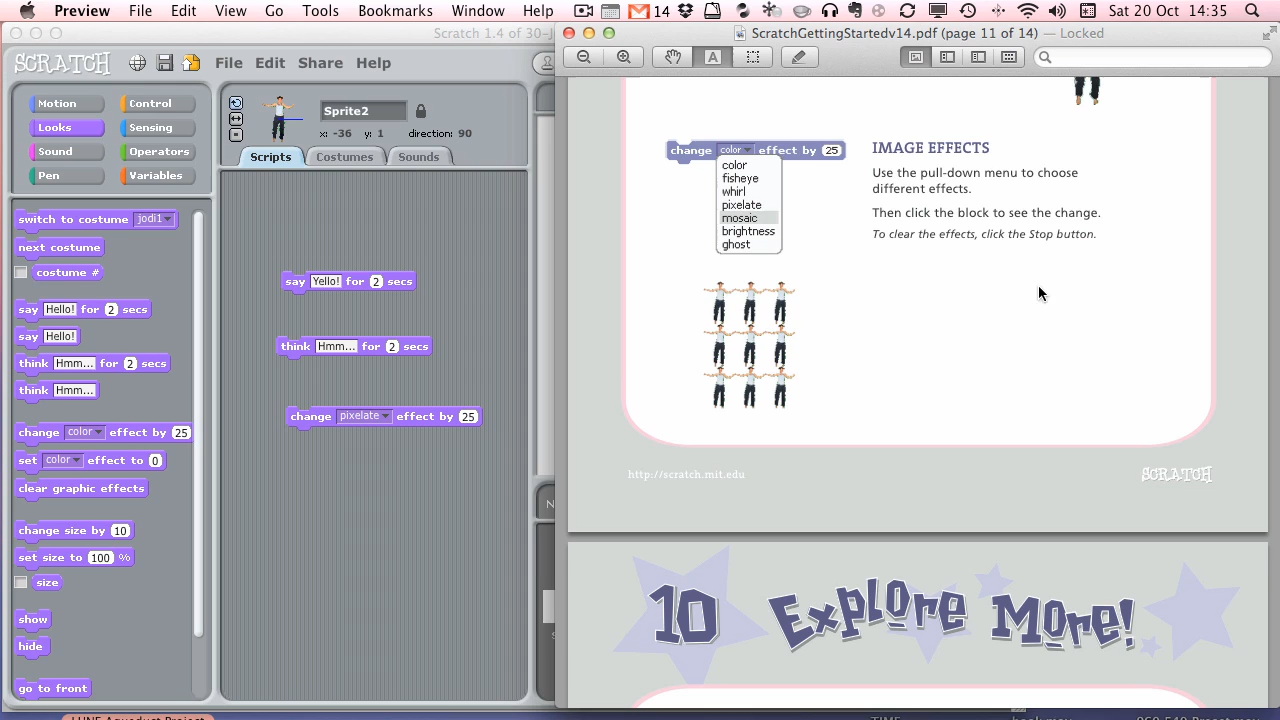 Preview File Edit View Go Tools Bookmarks Window Help 14 Sat 20 Oct 14:35
Scratch 1.4 of 30-J
SCRATCH File Edit Share Help
Motion Control
Looks Sensing
Sound Operators
Pen Variables
switch to costume jodi1
next costume
costume #
say Hello! for 2 secs
say Hello!
think Hmm... for 2 secs
think Hmm...
change color effect by 25
set color effect to 0
clear graphic effects
change size by 10
set size to 100 %
size
show
hide
go to front
Sprite2
x: -36 y: 1 direction: 90
Scripts Costumes Sounds
say Yello! for 2 secs
think Hmm... for 2 secs
change pixelate effect by 25
N
ScratchGettingStartedv14.pdf (page 11 of 14) — Locked
change color effect by 25
color
fisheye
whirl
pixelate
mosaic
brightness
ghost
IMAGE EFFECTS
Use the pull-down menu to choose
different effects.
Then click the block to see the change.
To clear the effects, click the Stop button.
http://scratch.mit.edu SCRATCH
10 Explore More!